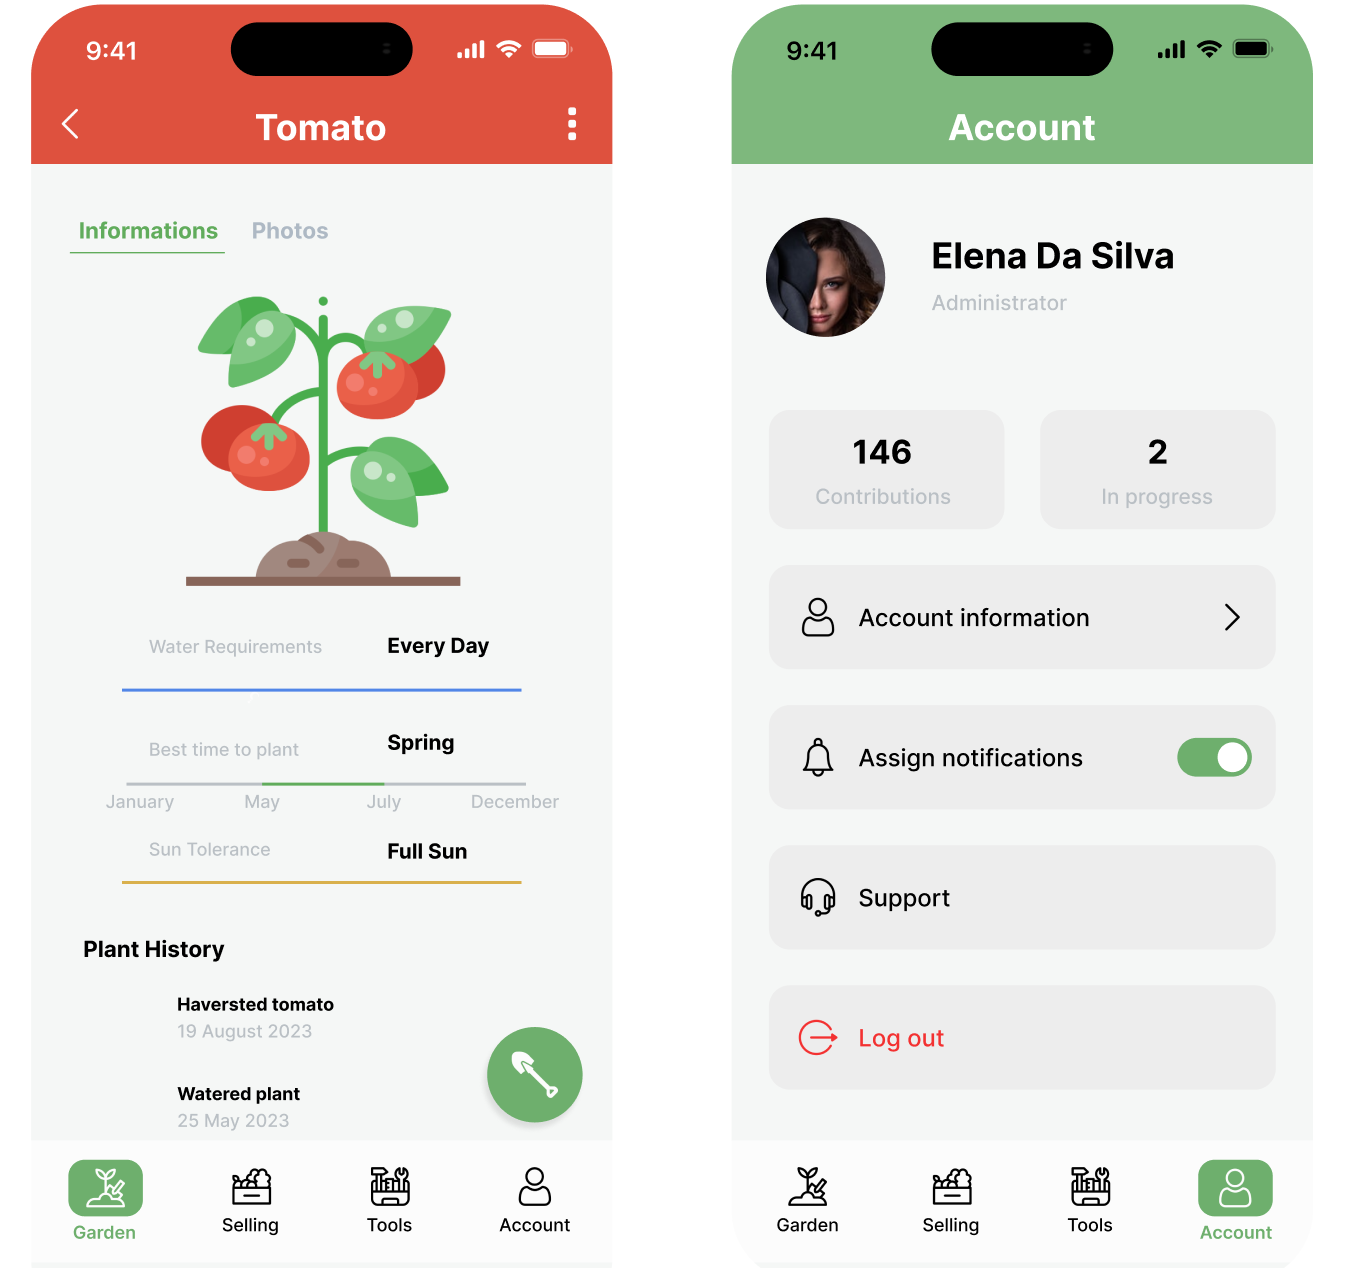 9:41
Tomato
Informations Photos
Water Requirements Every Day
Best time to plant Spring
January May July December
Sun Tolerance Full Sun
Plant History
Haversted tomato
19 August 2023
Watered plant
25 May 2023
Garden Selling Tools Account
9:41
Account
Elena Da Silva
Administrator
146
Contributions
2
In progress
Account information
Assign notifications
Support
Log out
Garden Selling Tools Account